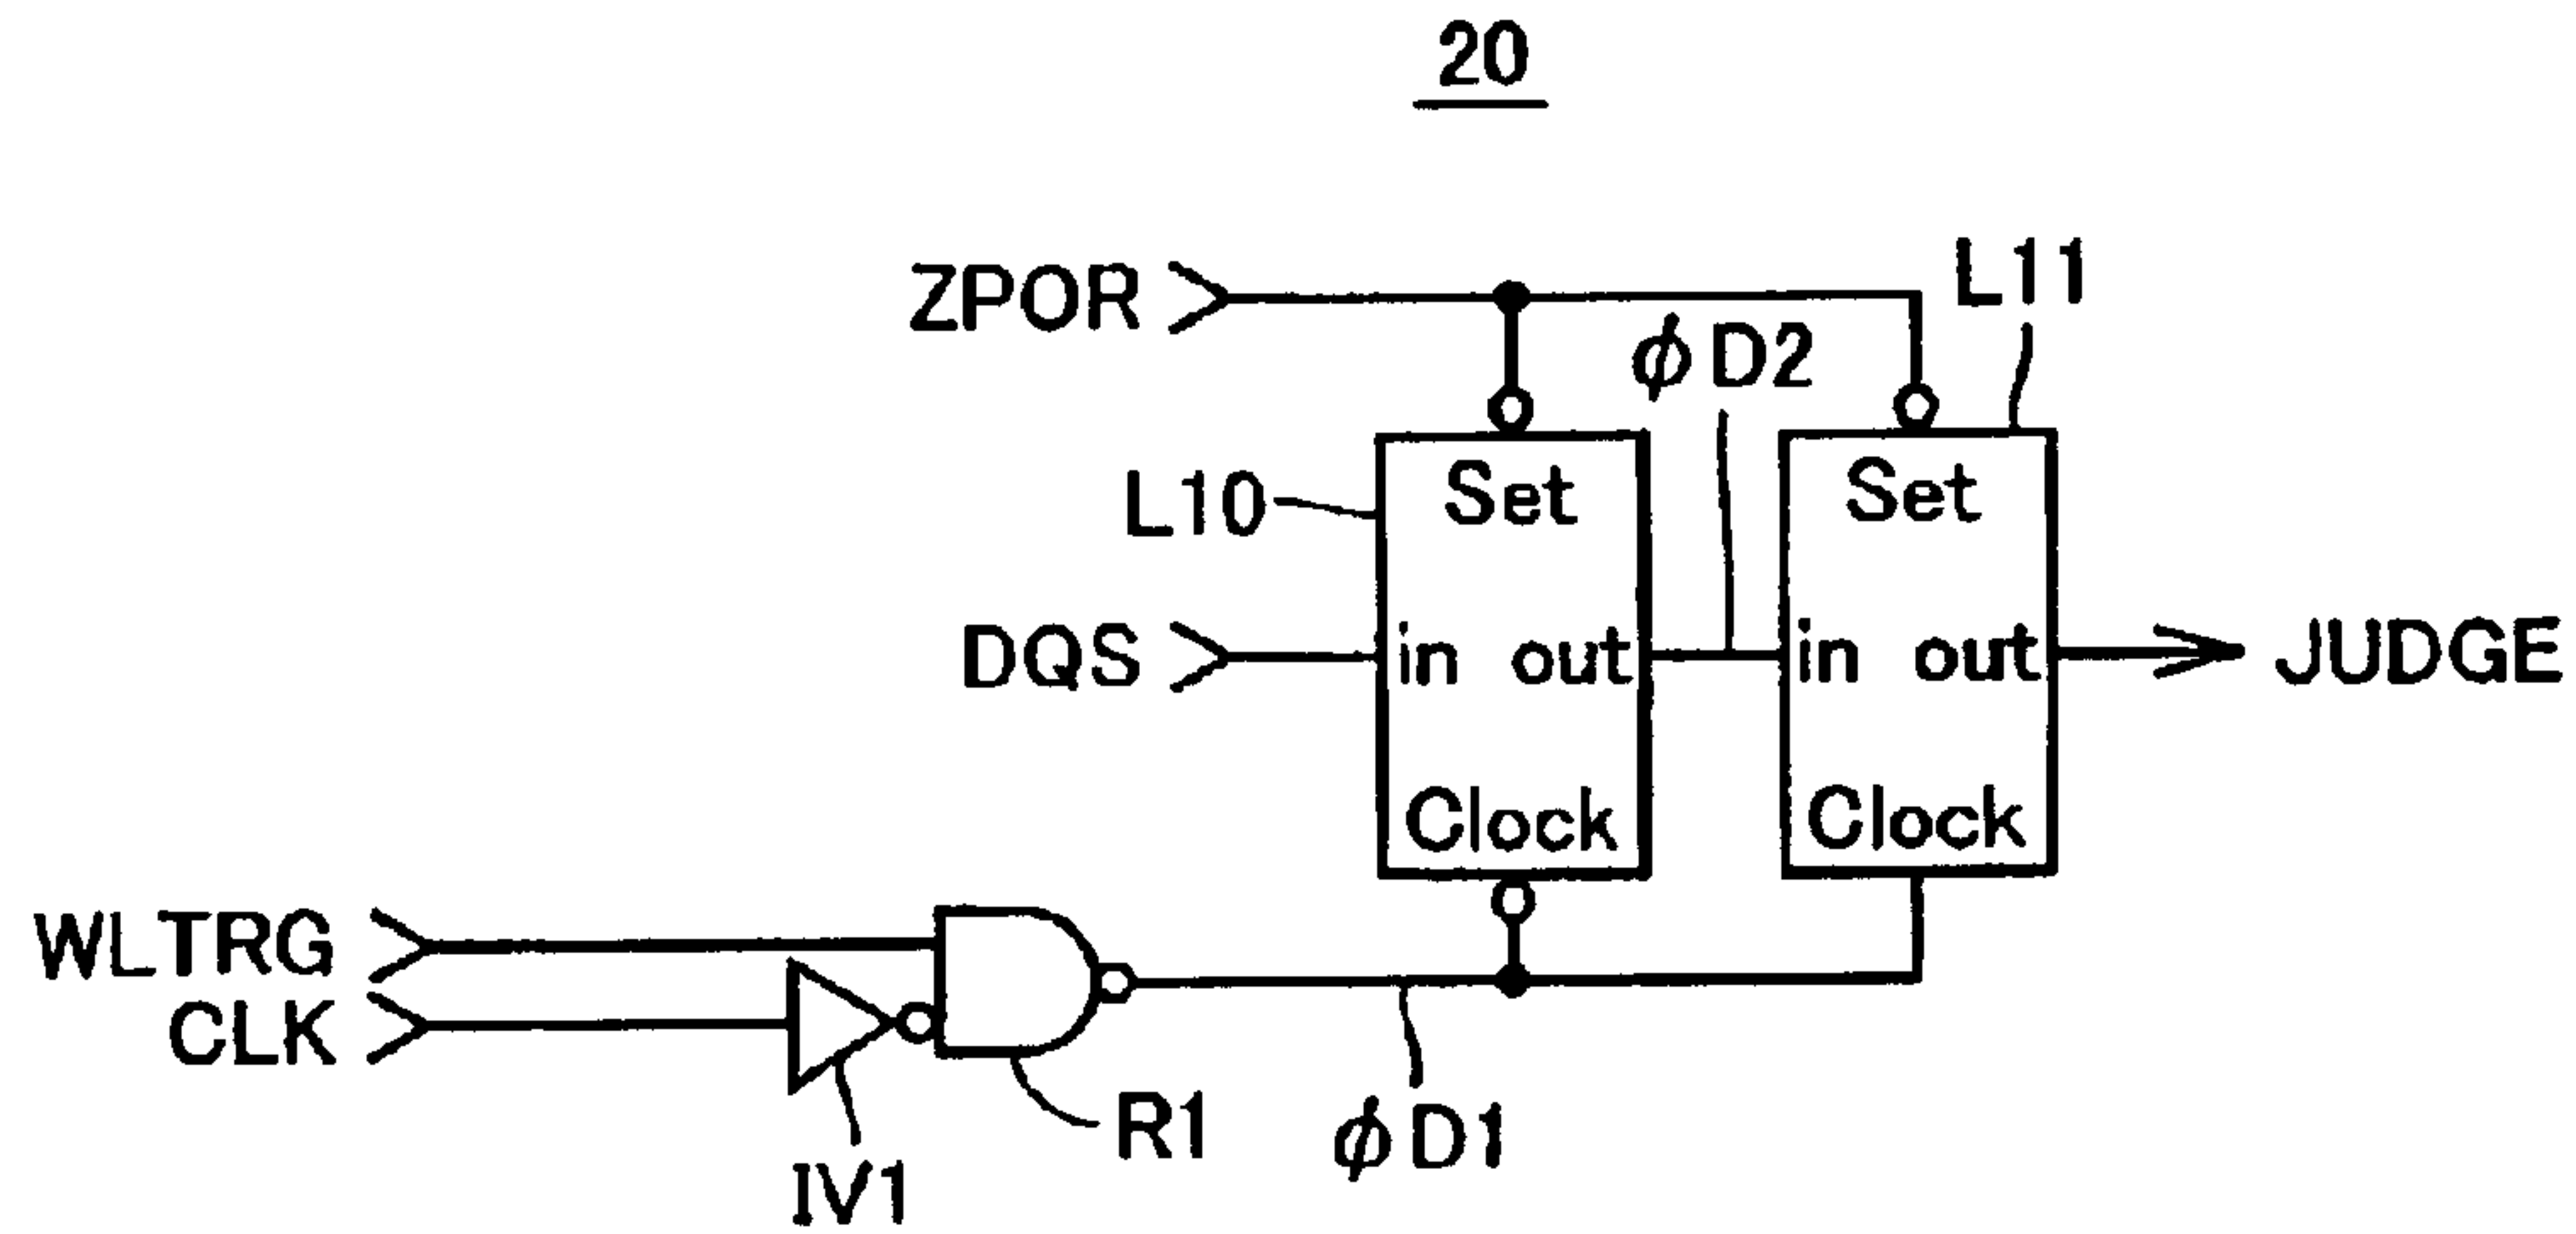 20
ZPOR
L11
φD2
L10
Set
Set
DQS
in out
in out
JUDGE
Clock
Clock
WLTRG
CLK
R1
φD1
IV1